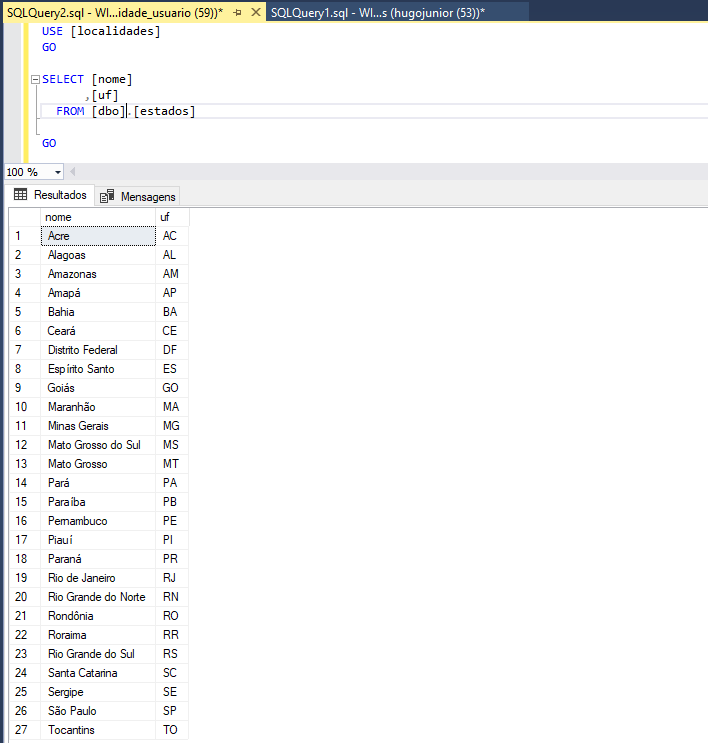 SQLQuery2.sql - WI...idade_usuario (59))* SQLQuery1.sql - WI...s (hugojunior (53))*
USE [localidades]
GO
SELECT [nome]
,[uf]
FROM [dbo].[estados]
GO
100 %
Resultados Mensagens
nome uf
1 Acre AC
2 Alagoas AL
3 Amazonas AM
4 Amapá AP
5 Bahia BA
6 Ceará CE
7 Distrito Federal DF
8 Espírito Santo ES
9 Goiás GO
10 Maranhão MA
11 Minas Gerais MG
12 Mato Grosso do Sul MS
13 Mato Grosso MT
14 Pará PA
15 Paraíba PB
16 Pernambuco PE
17 Piauí PI
18 Paraná PR
19 Rio de Janeiro RJ
20 Rio Grande do Norte RN
21 Rondônia RO
22 Roraima RR
23 Rio Grande do Sul RS
24 Santa Catarina SC
25 Sergipe SE
26 São Paulo SP
27 Tocantins TO